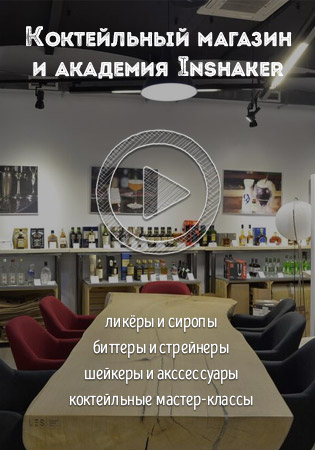 Коктейльный магазин
и академия Inshaker
ликёры и сиропы
биттеры и стрейнеры
шейкеры и акссессуары
коктейльные мастер-классы